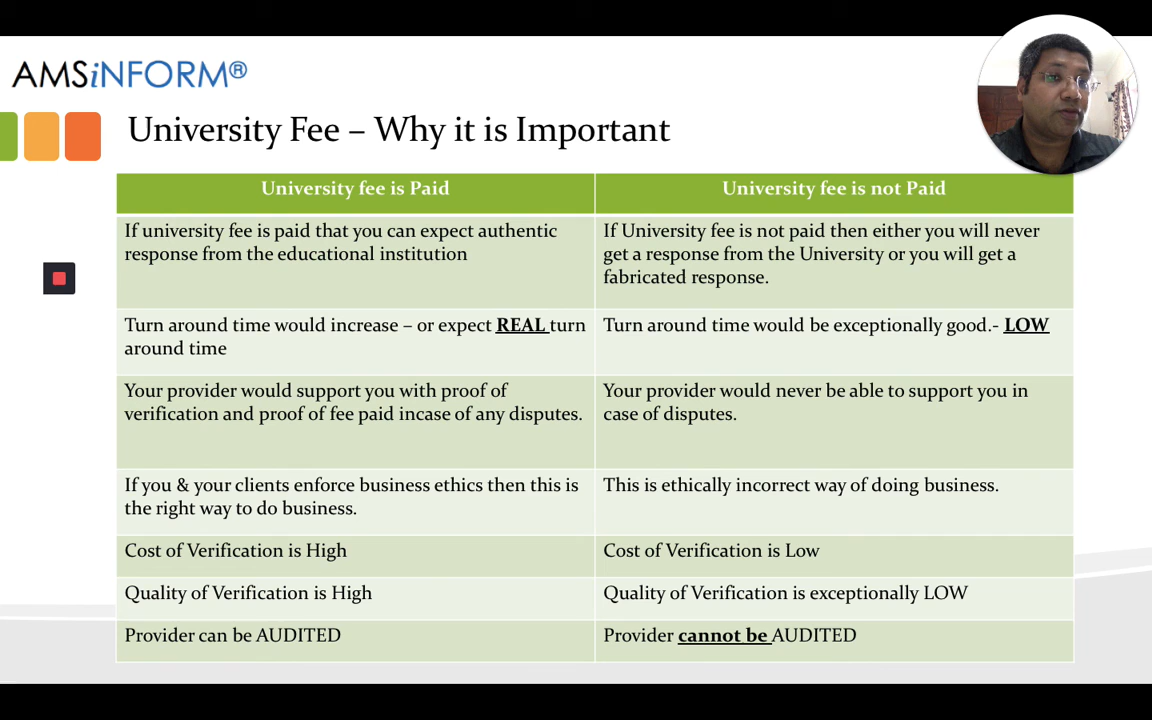 AMSiNFORM®
University Fee – Why it is Important
University fee is Paid
University fee is not Paid
If university fee is paid that you can expect authentic
response from the educational institution
If University fee is not paid then either you will never
get a response from the University or you will get a
fabricated response.
Turn around time would increase – or expect REAL turn
around time
Turn around time would be exceptionally good.- LOW
Your provider would support you with proof of
verification and proof of fee paid incase of any disputes.
Your provider would never be able to support you in
case of disputes.
If you & your clients enforce business ethics then this is
the right way to do business.
This is ethically incorrect way of doing business.
Cost of Verification is High
Cost of Verification is Low
Quality of Verification is High
Quality of Verification is exceptionally LOW
Provider can be AUDITED
Provider cannot be AUDITED